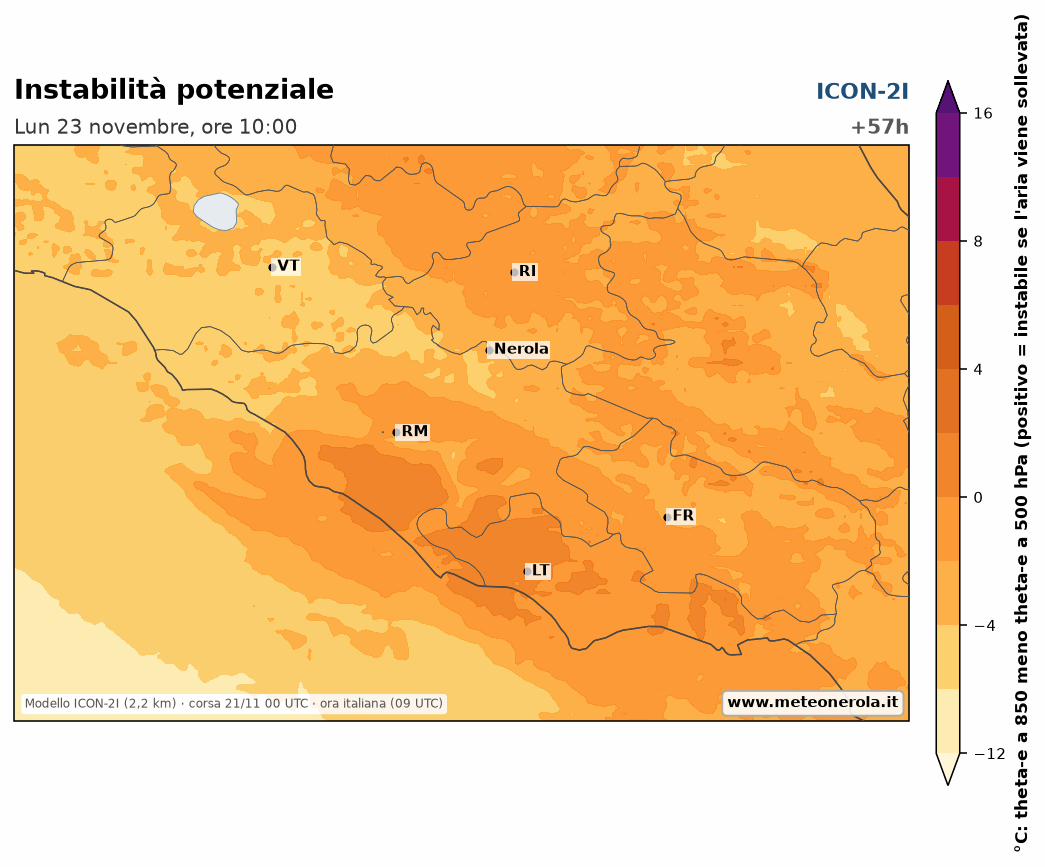 Instabilità potenziale
ICON-2I
Lun 23 novembre, ore 10:00
+57h
VT
RI
Nerola
RM
FR
LT
Modello ICON-2I (2,2 km) · corsa 21/11 00 UTC · ora italiana (09 UTC)
www.meteonerola.it
16
8
4
0
−4
−12
°C: theta-e a 850 meno theta-e a 500 hPa (positivo = instabile se l'aria viene sollevata)